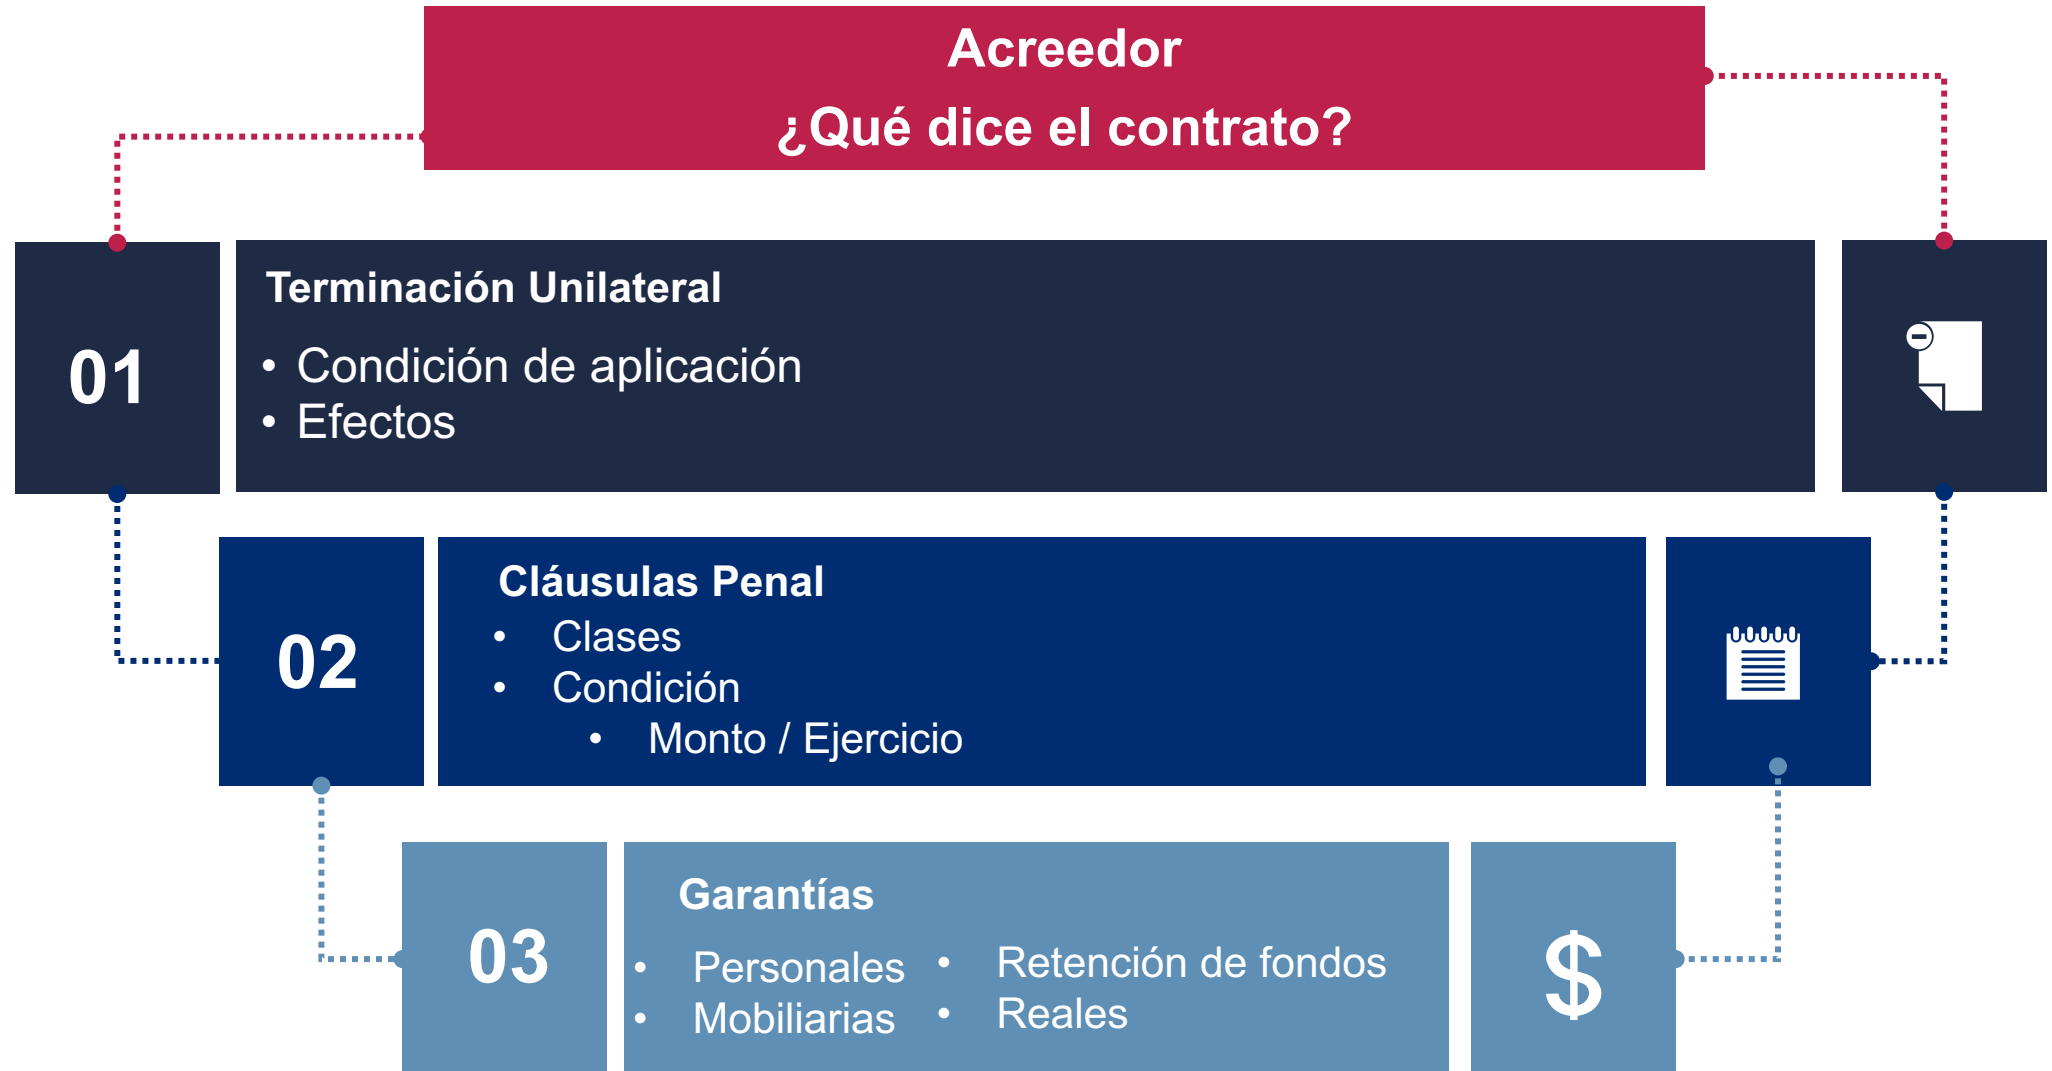 Acreedor
¿Qué dice el contrato?
01
Terminación Unilateral
• Condición de aplicación
• Efectos
02
Cláusulas Penal
• Clases
• Condición
• Monto / Ejercicio
03
Garantías
• Personales
• Mobiliarias
• Retención de fondos
• Reales
$